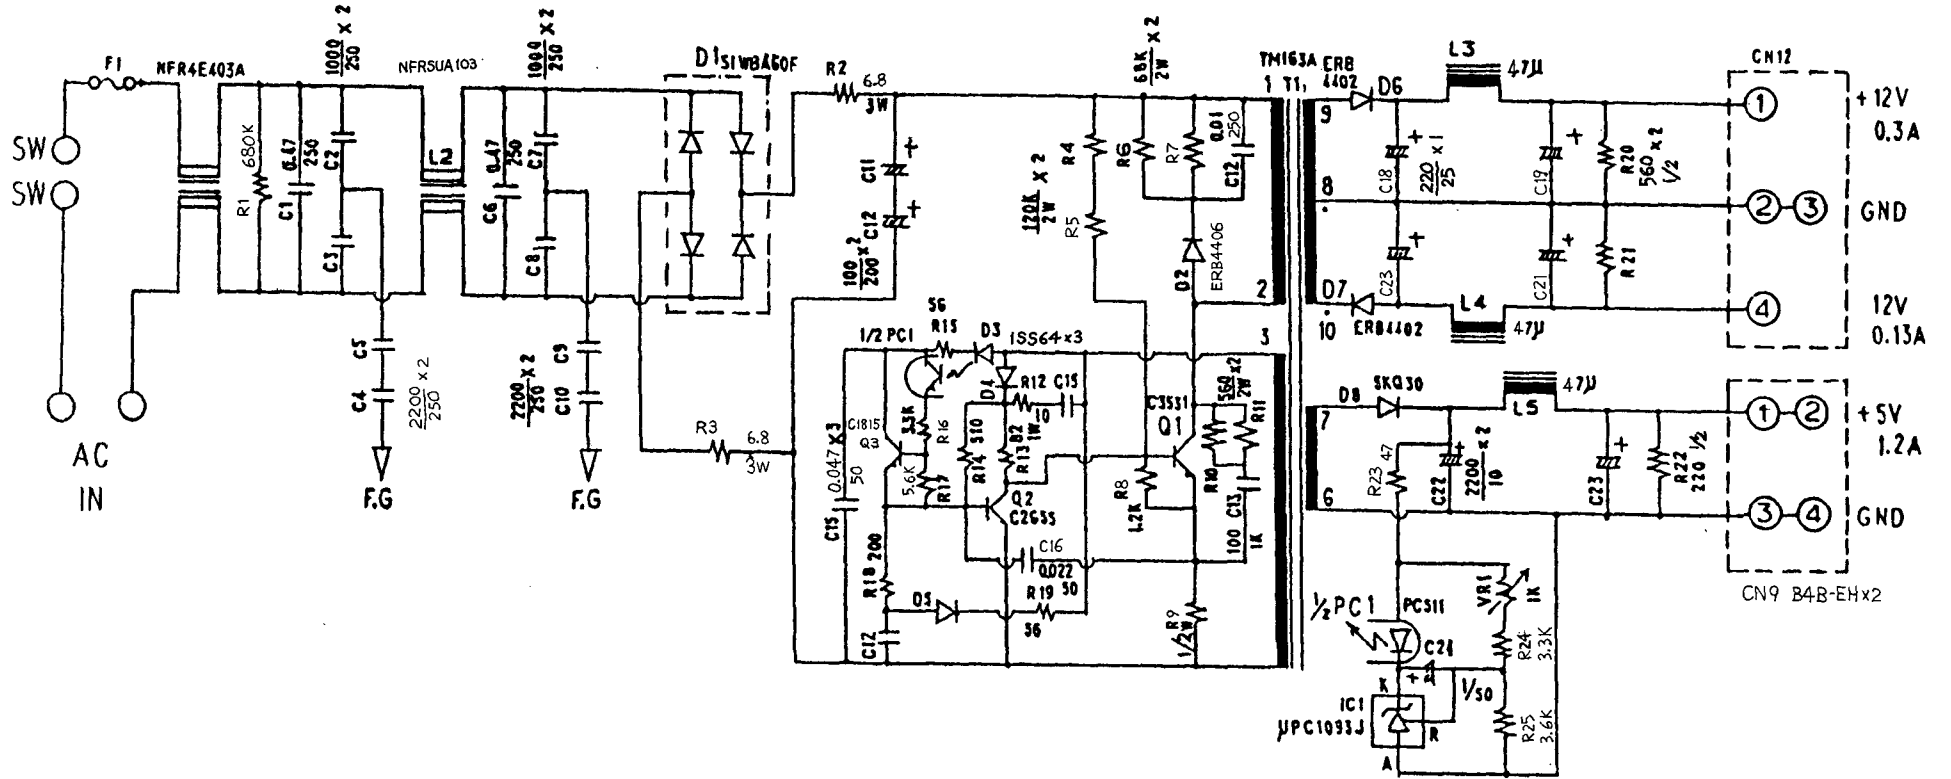 F1
NFR4E403A
1000 x 2
250
C2
C3
R1 680K
C1 0.47
250
SW
SW
AC
IN
C5
C4
2200 x 2
250
F.G
NFR5UA103
L2
C6 0.47
250
1000 x 2
250
C7
C8
2200 x 2
250
C9
C10
F.G
D1 S1WBA60F
R2 6.8
3W
R3 6.8
3W
C11
C12
100 x 2
200
R4
R5
120K x 2
2W
68K x 2
2W
R6
R7
0.01
250
C12
D2
ERB4406
TM163A
T1
1
2
3
9
8
10
7
6
ERB
4402
D6
D7
ERB4402
L3
47μ
L4
47μ
C18
220 x 1
25
C23
C19
C21
R20
560 x 2
1/2
R21
CN12
1
2
3
4
+12V
0.3A
GND
12V
0.13A
1/2 PC1
56
R15
D3
1SS64x3
D4
R12
10
C15
C1815
Q3
3.3K
R16
5.6K
R17
510
R14
82
1W
R13
Q2
C2655
C15
0.047 x 3
50
R18 200
C17
D5
R19
56
C16
0.022
50
C3531
Q1
R8
1.2K
R9
1/2W
560x2
2W
R10
R11
C13
100
1K
D8
SKQ30
L5
47μ
R23 47
C22
2200 x 2
10
C23
R22
220 1/2
1
2
3
4
+5V
1.2A
GND
CN9 B4B-EHx2
1/2PC1
PC511
VR1
1K
R24
3.3K
R25
3.6K
1/50
K
IC1
μPC1093J
R
A